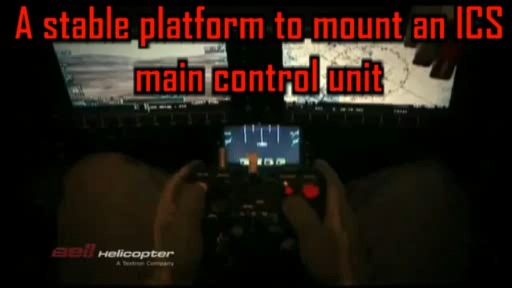 A stable platform to mount an ICS
main control unit
Bell Helicopter
A Textron Company